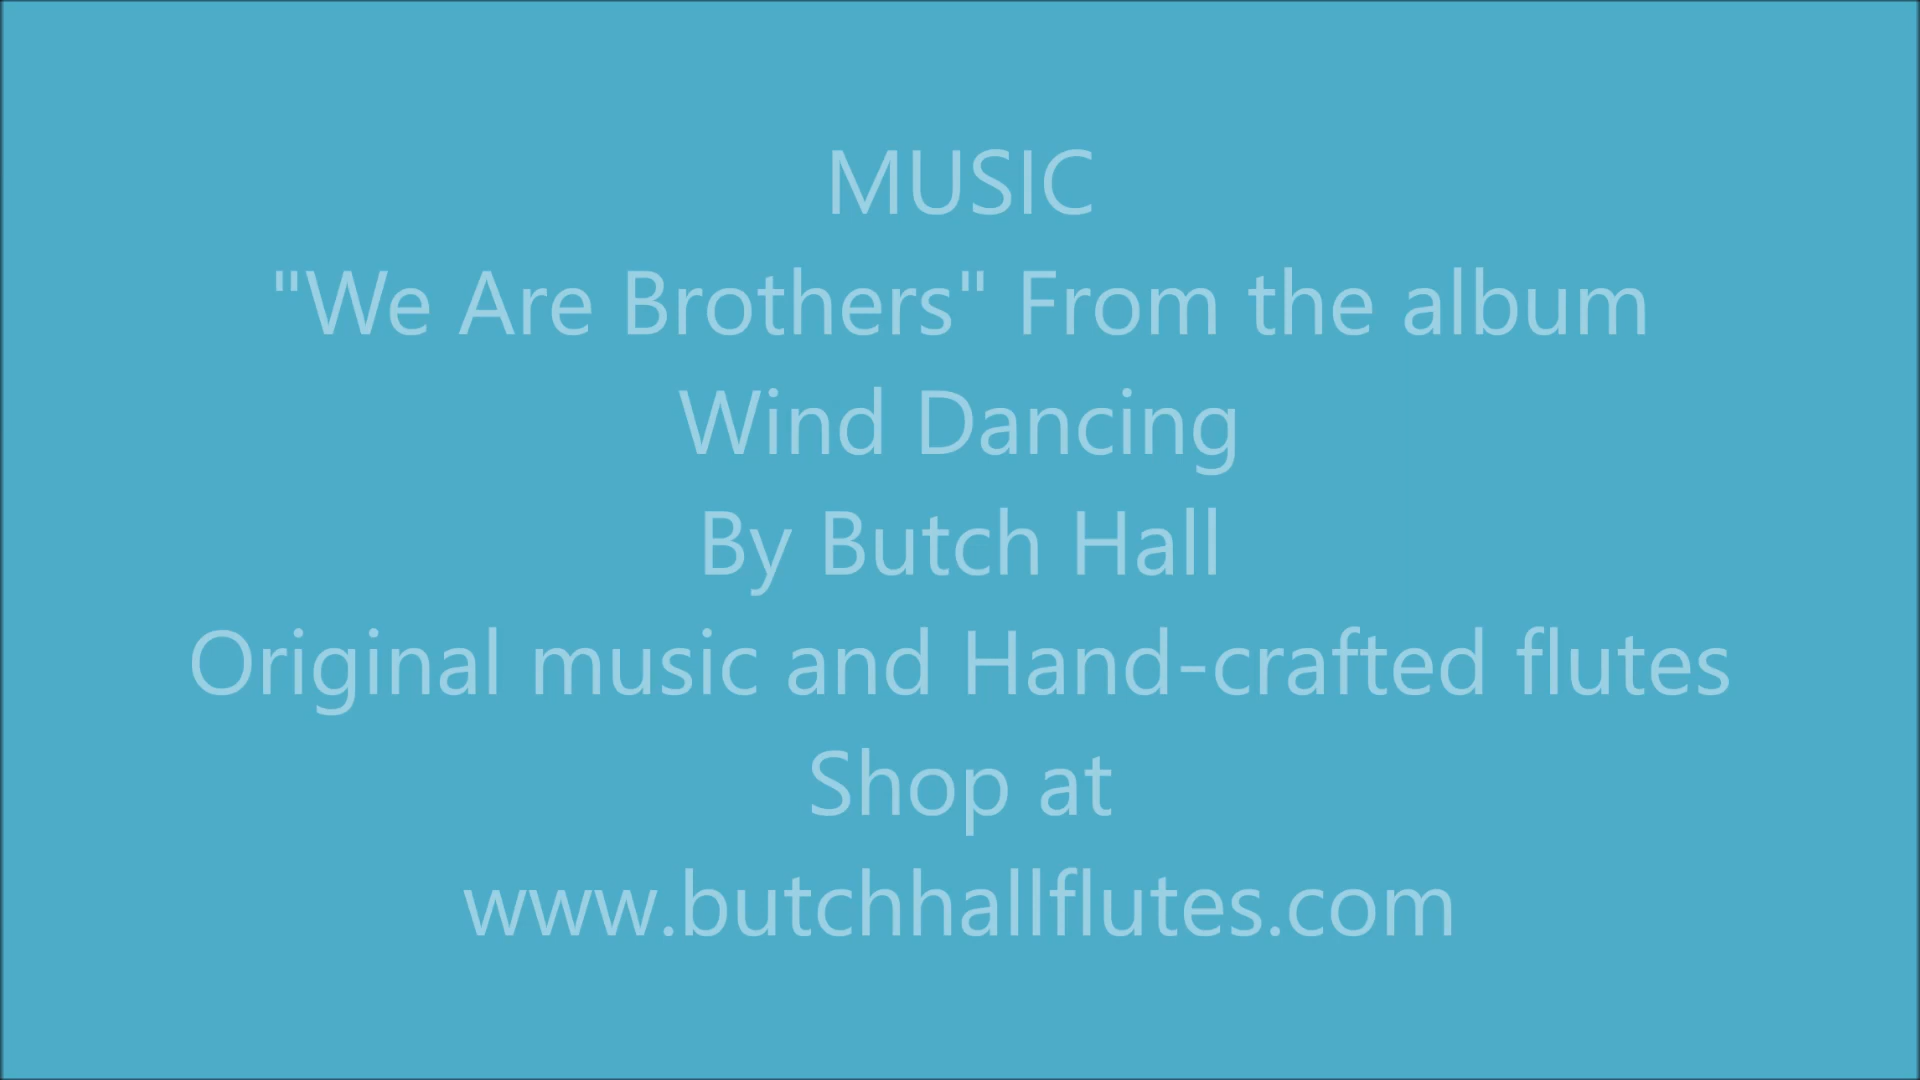 MUSIC
"We Are Brothers" From the album
Wind Dancing
By Butch Hall
Original music and Hand-crafted flutes
Shop at
www.butchhallflutes.com